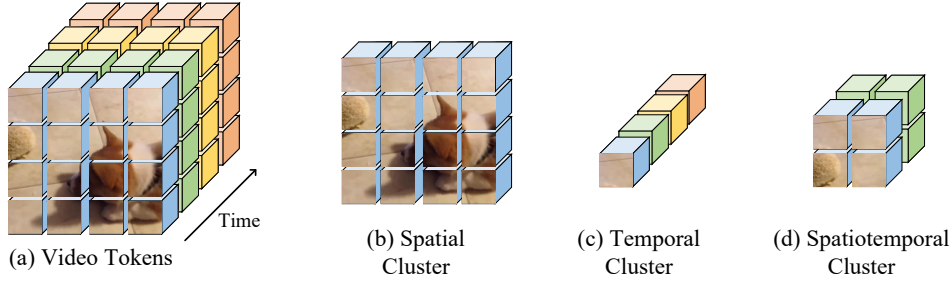 Time
(a) Video Tokens
(b) Spatial
Cluster
(c) Temporal
Cluster
(d) Spatiotemporal
Cluster